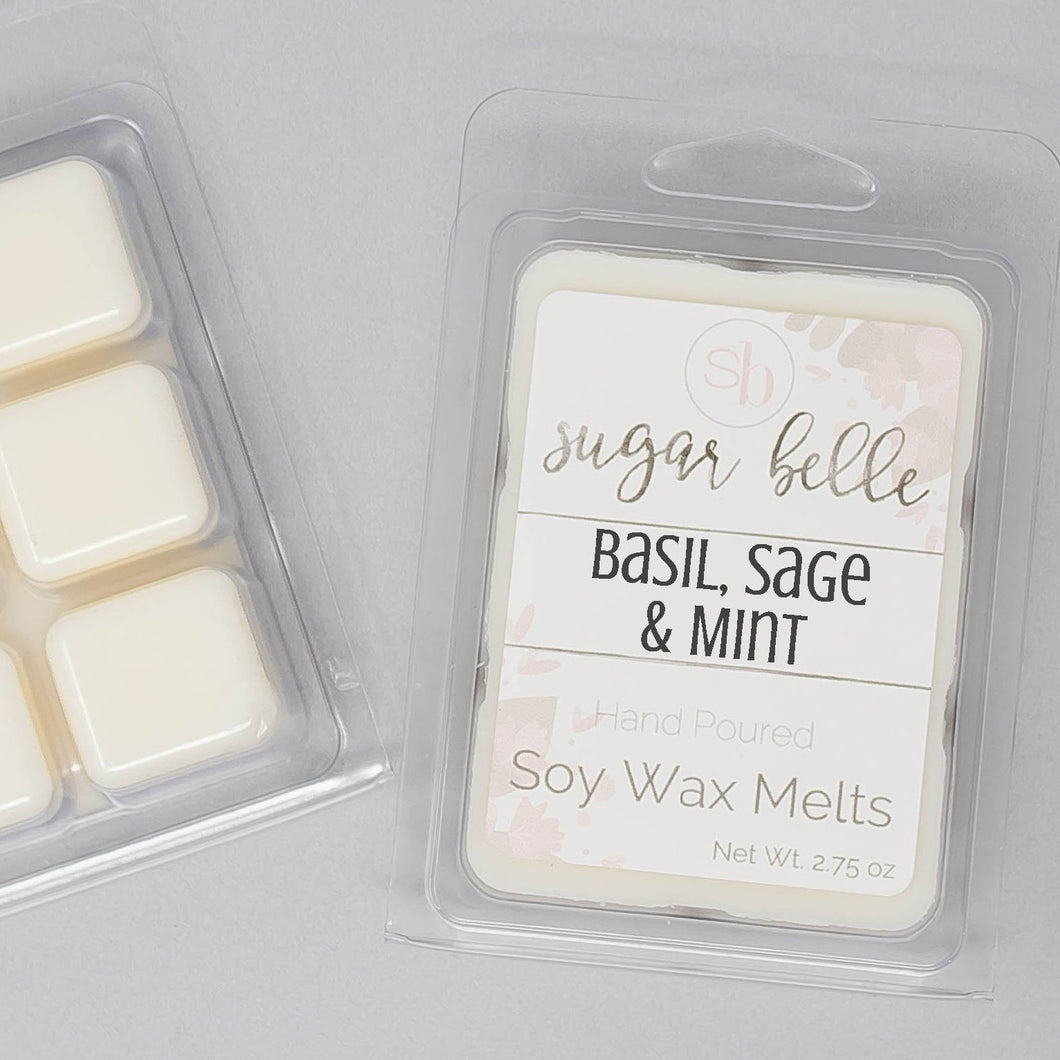 sb
sugar belle
BASIL, SAGE
& MINT
Hand Poured
Soy Wax Melts
Net Wt. 2.75 oz